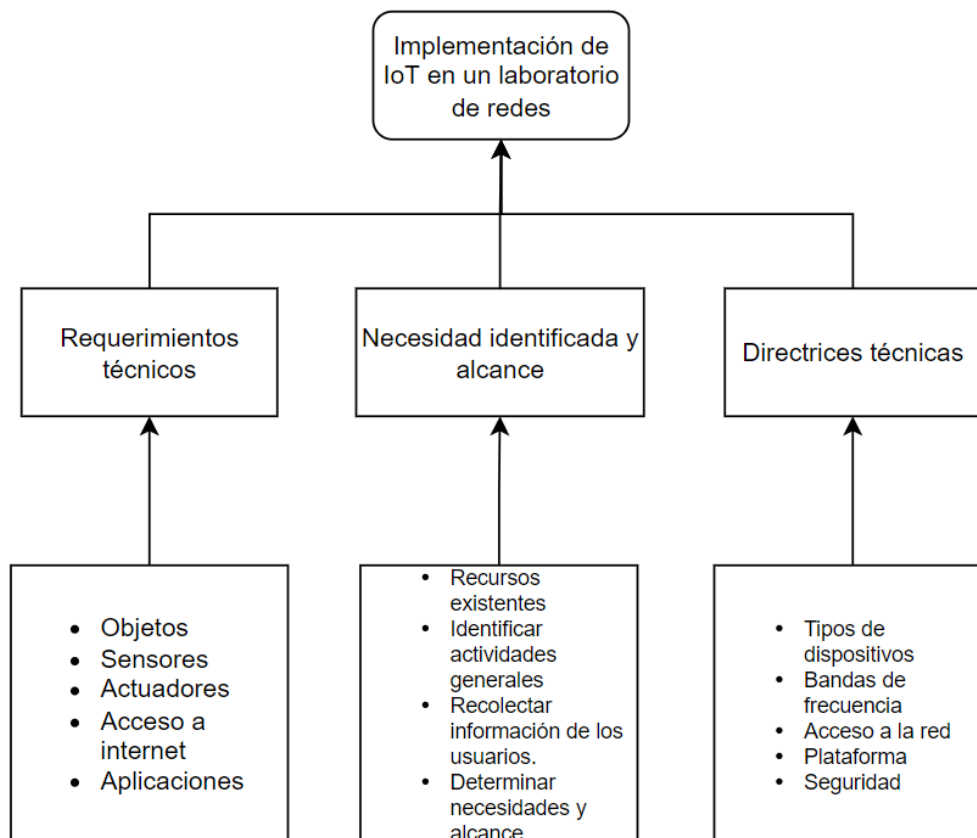 Implementación de
IoT en un laboratorio
de redes
Requerimientos
técnicos
Necesidad identificada y
alcance
Directrices técnicas
• Objetos
• Sensores
• Actuadores
• Acceso a
internet
• Aplicaciones
• Recursos
existentes
• Identificar
actividades
generales
• Recolectar
información de los
usuarios.
• Determinar
necesidades y
alcance
• Tipos de
dispositivos
• Bandas de
frecuencia
• Acceso a la red
• Plataforma
• Seguridad